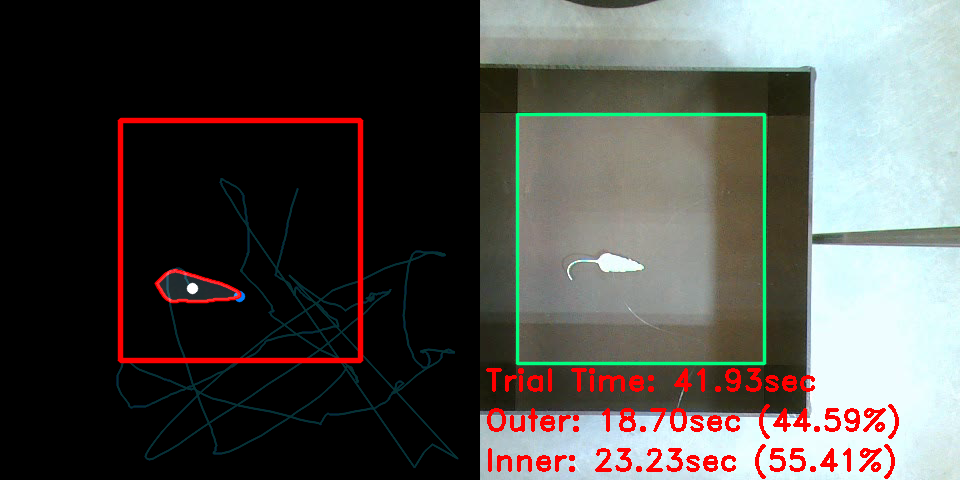 Trial Time: 41.93sec
Outer: 18.70sec (44.59%)
Inner: 23.23sec (55.41%)